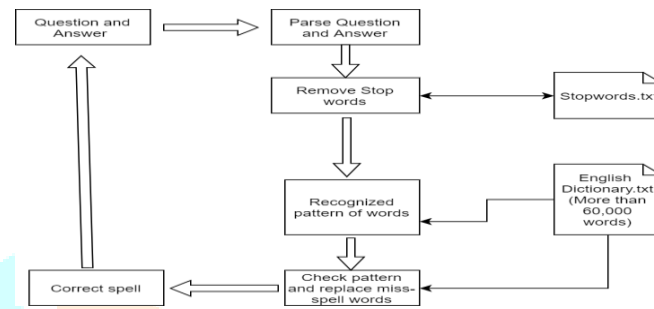 Question and
Answer
Parse Question
and Answer
Remove Stop
words
Stopwords.txt
Recognized
pattern of words
English
Dictionary.txt
(More than
60,000
words)
Check pattern
and replace miss-
spell words
Correct spell